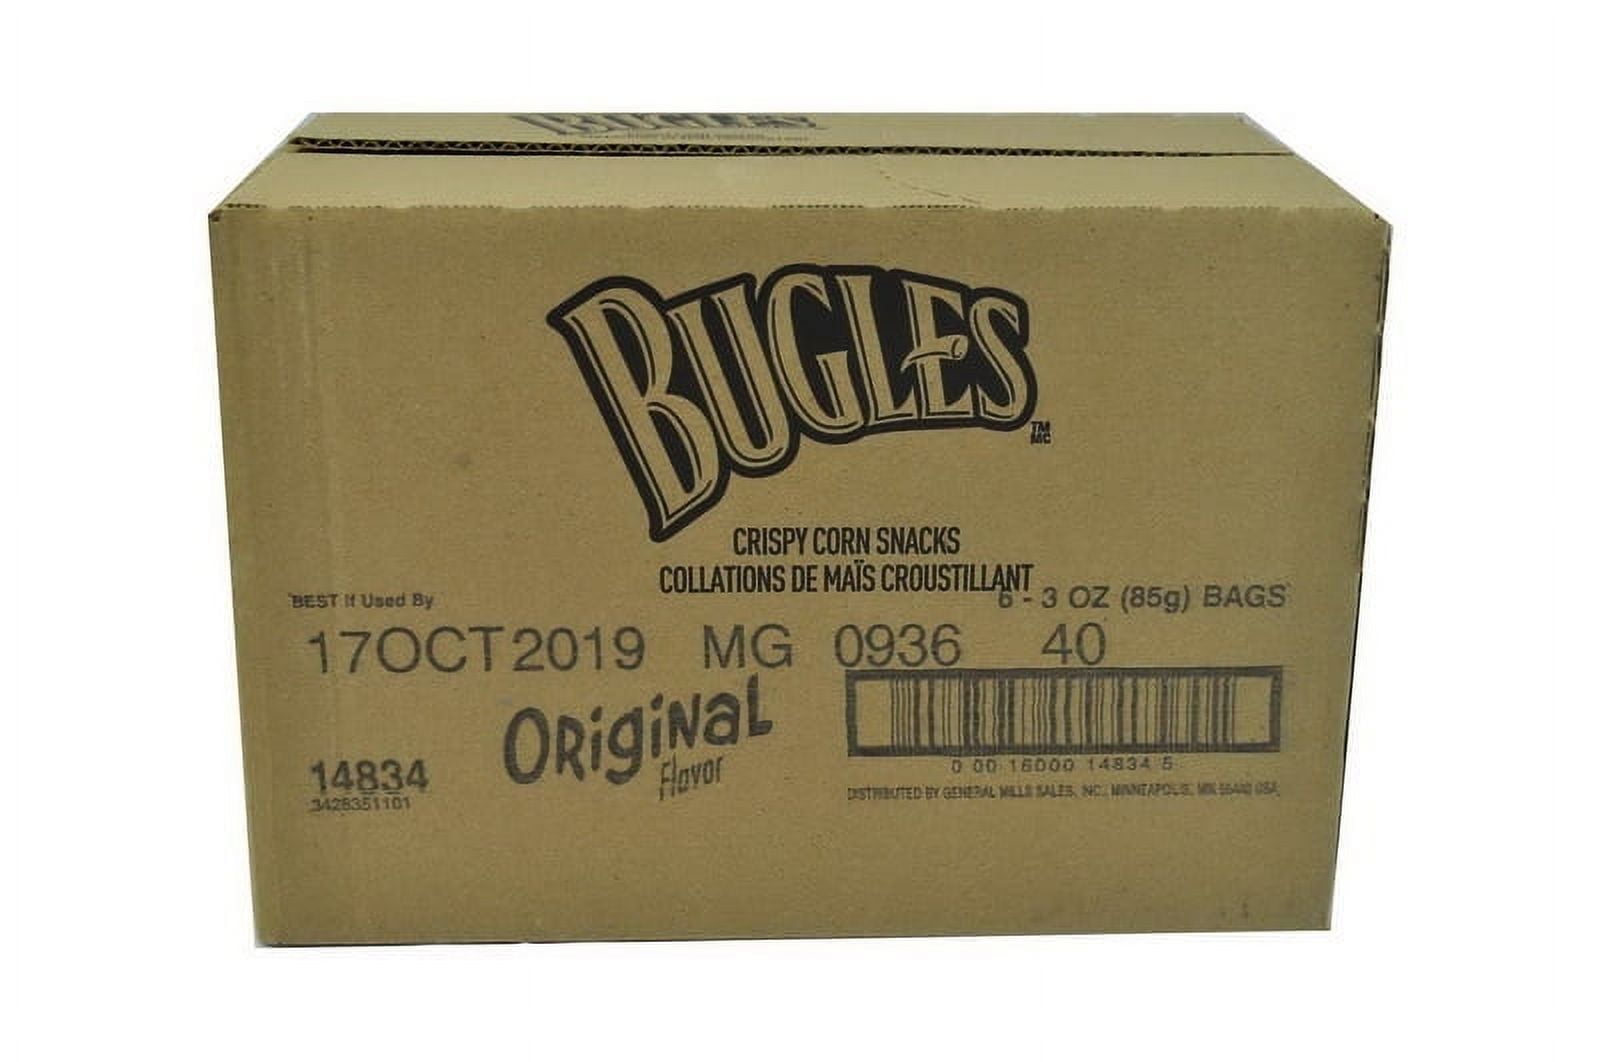 BUGLES
BUGLES
TM
MC
CRISPY CORN SNACKS
COLLATIONS DE MAÏS CROUSTILLANT
BEST If Used By
6 - 3 OZ (85g) BAGS
17OCT2019 MG 0936 40
ORiGiNaL
Flavor
14834
3428351101
0 00 16000 14834 5
DISTRIBUTED BY GENERAL MILLS SALES, INC., MINNEAPOLIS, MN 55440 USA